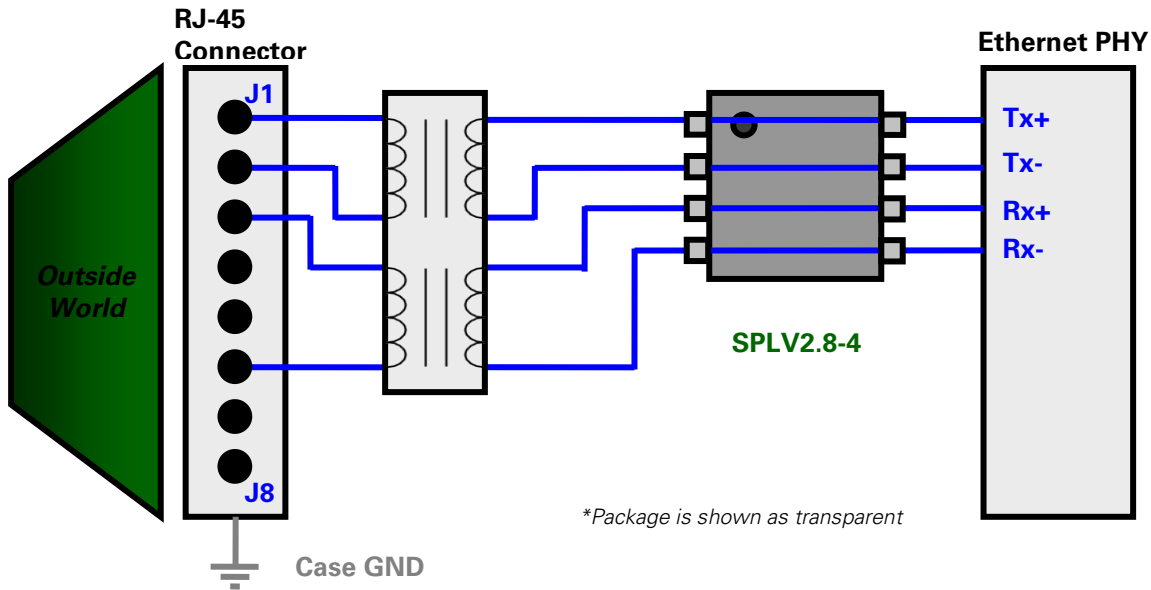 RJ-45
Connector
Ethernet PHY
J1
Tx+
Tx-
Rx+
Rx-
Outside
World
SPLV2.8-4
J8
*Package is shown as transparent
Case GND